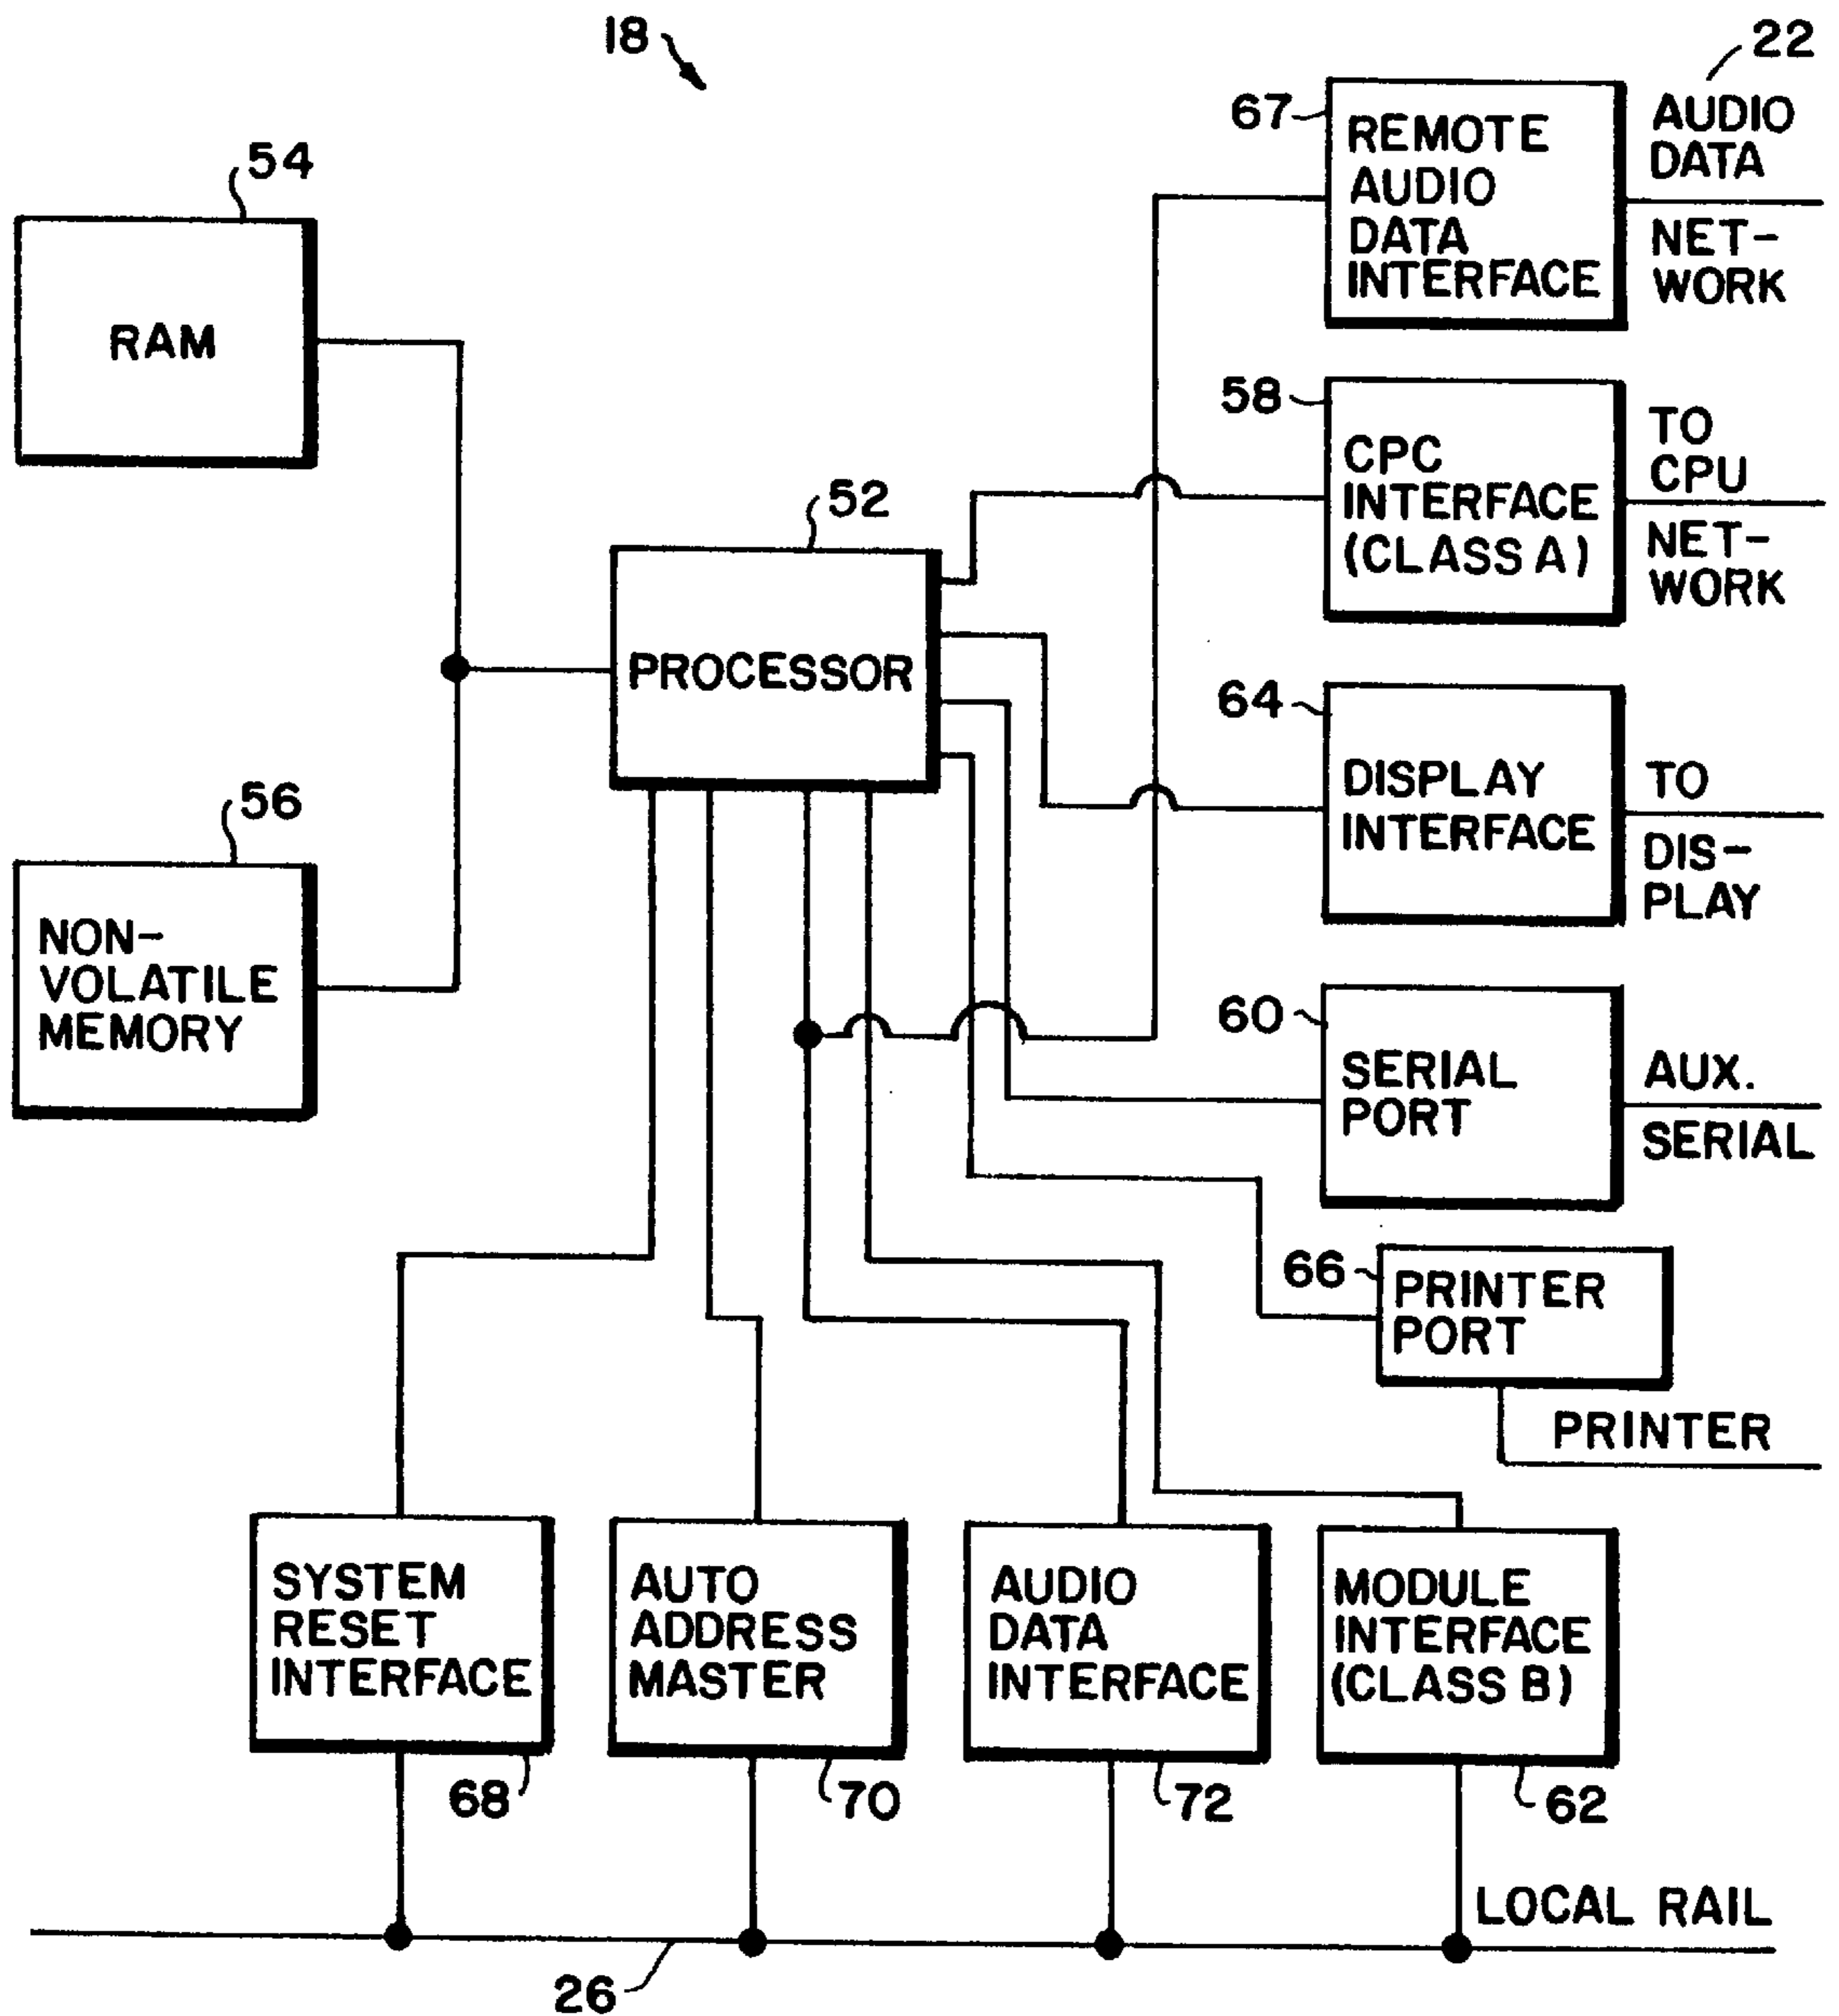 18
22
67
REMOTE
AUDIO
DATA
INTERFACE
AUDIO
DATA
NET-
WORK
54
RAM
58
CPC
INTERFACE
(CLASS A)
TO
CPU
NET-
WORK
52
PROCESSOR
64
DISPLAY
INTERFACE
TO
DIS-
PLAY
56
NON-
VOLATILE
MEMORY
60
SERIAL
PORT
AUX.
SERIAL
66
PRINTER
PORT
PRINTER
SYSTEM
RESET
INTERFACE
68
AUTO
ADDRESS
MASTER
70
AUDIO
DATA
INTERFACE
72
MODULE
INTERFACE
(CLASS B)
62
LOCAL RAIL
26